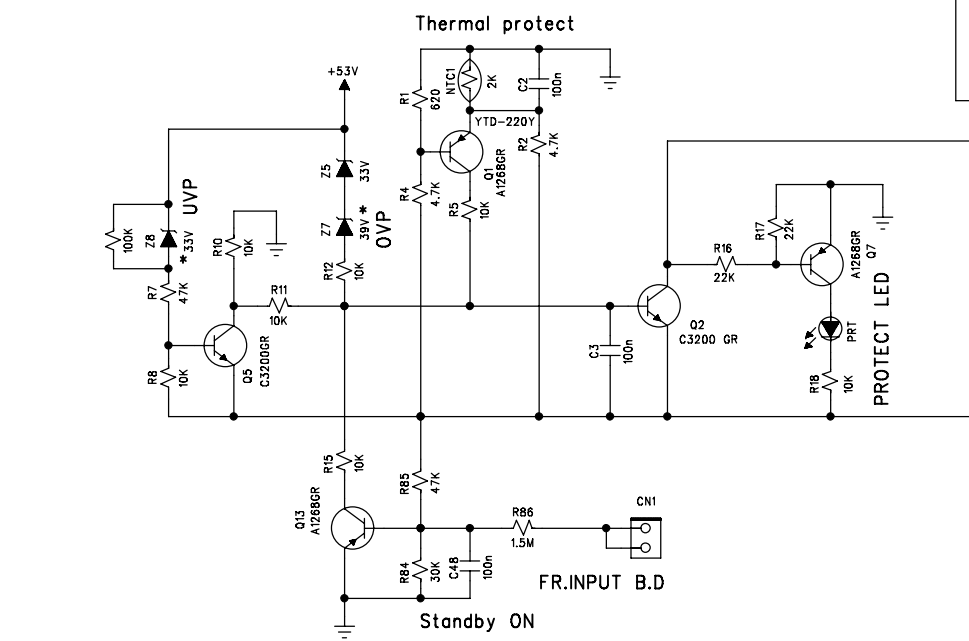 Thermal protect
+53V
NTC1
2K
C2
100n
R1
620
YTD-220Y
R2
4.7K
Q1
A1268GR
R4
4.7K
R5
10K
Z5
33V
Z7
39V *
OVP
UVP
100K
Z8
33V
*
R10
10K
R12
10K
R7
47K
R11
10K
Q5
C3200GR
R8
10K
C3
100n
Q2
C3200 GR
R16
22K
R17
22K
Q7
A1268GR
PRT
R18
10K
PROTECT LED
R15
10K
R85
47K
Q13
A1268GR
R86
1.5M
CN1
R84
30K
C48
100n
FR.INPUT B.D
Standby ON